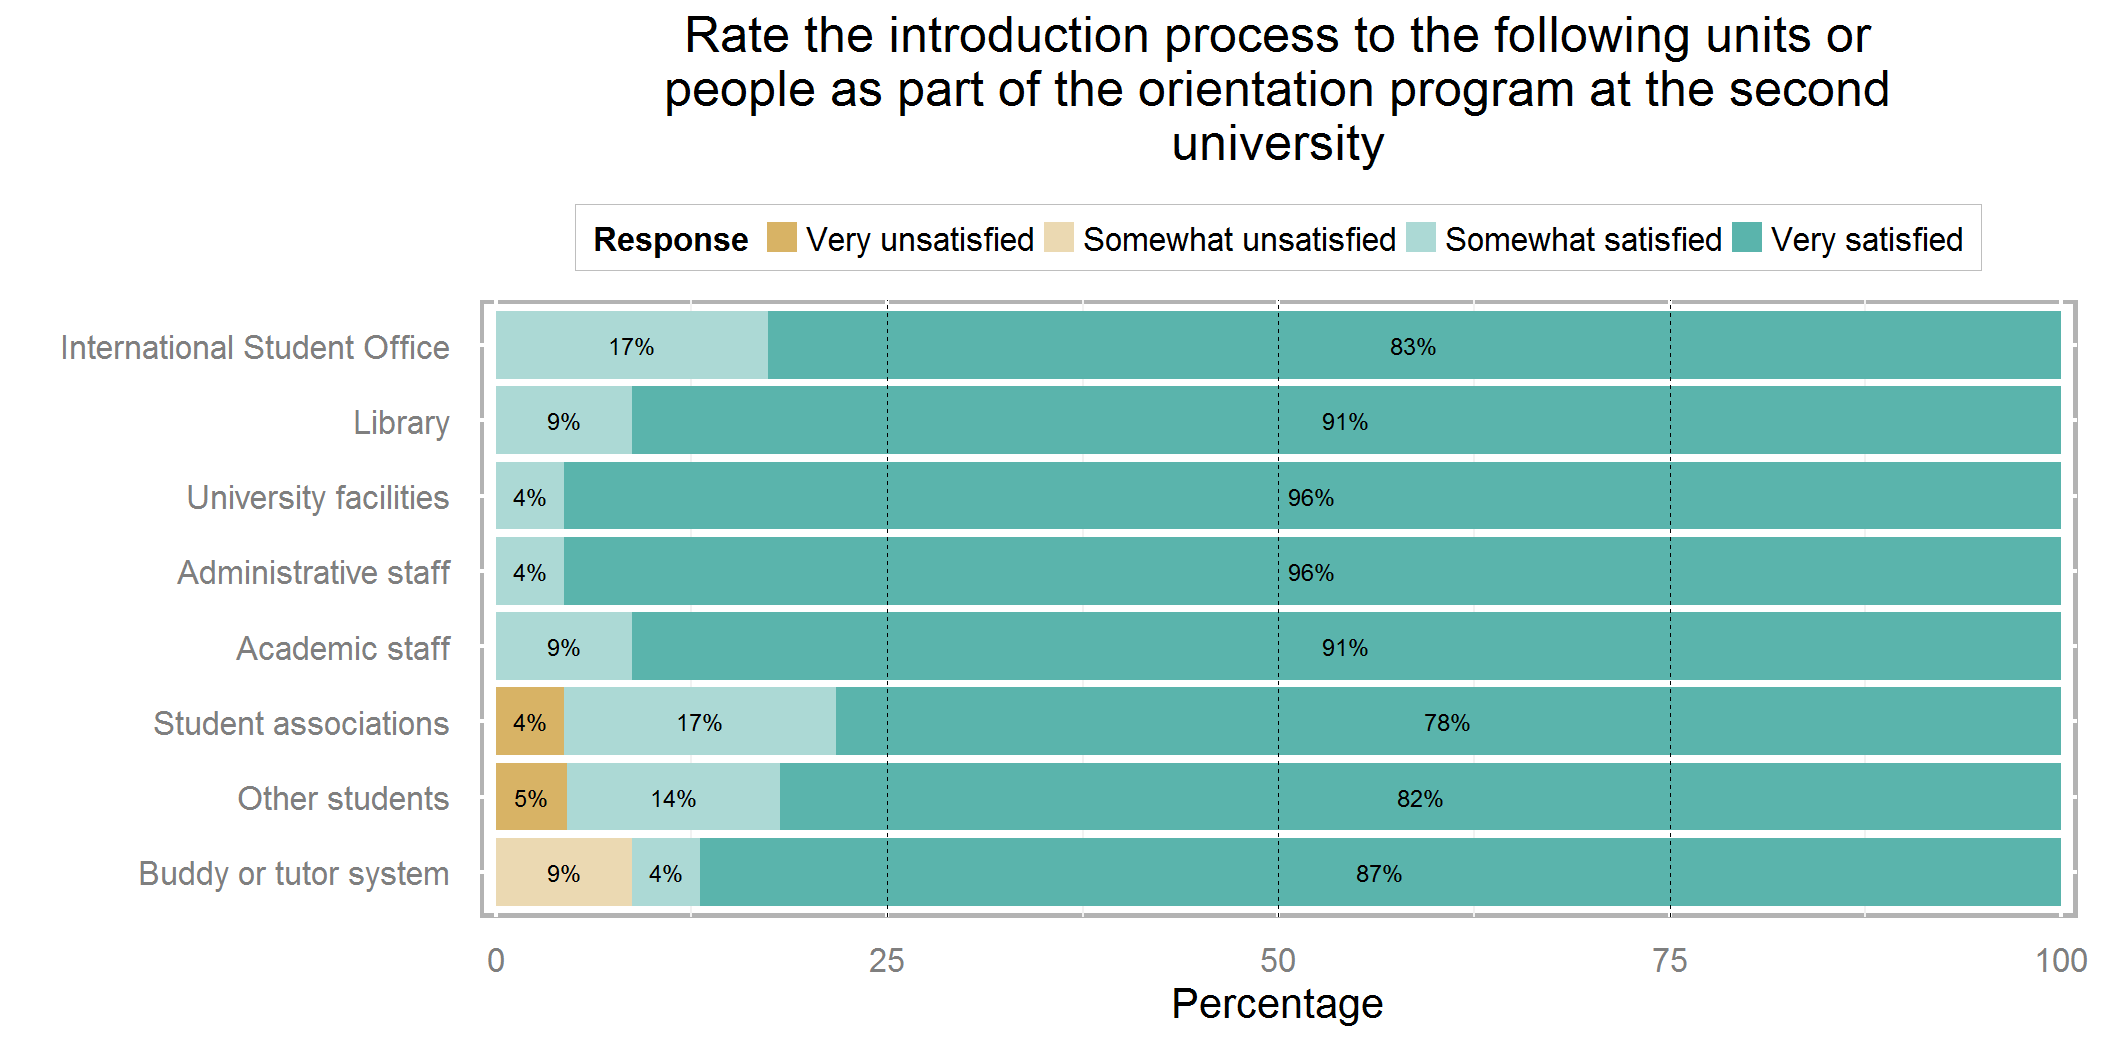 Rate the introduction process to the following units or
people as part of the orientation program at the second
university
Response Very unsatisfied Somewhat unsatisfied Somewhat satisfied Very satisfied
International Student Office 17% 83%
Library 9% 91%
University facilities 4% 96%
Administrative staff 4% 96%
Academic staff 9% 91%
Student associations 4% 17% 78%
Other students 5% 14% 82%
Buddy or tutor system 9% 4% 87%
0 25 50 75 100
Percentage